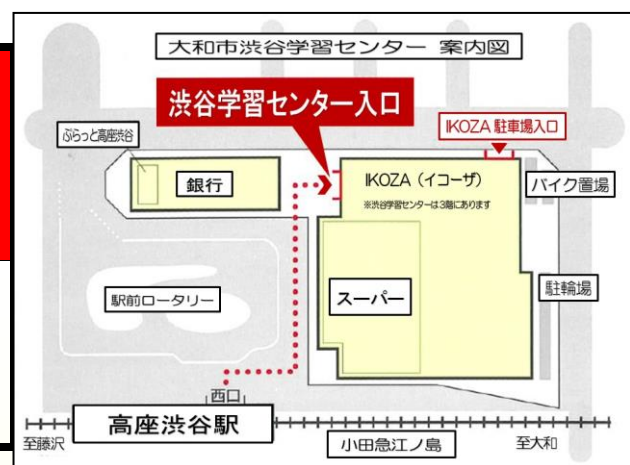 大和市渋谷学習センター 案内図
渋谷学習センター入口
IKOZA 駐車場入口
ぷらっと高座渋谷
銀行
IKOZA（イコーザ）
※渋谷学習センターは3階にあります
バイク置場
駅前ロータリー
スーパー
駐輪場
西口
高座渋谷駅
至藤沢
小田急江ノ島
至大和